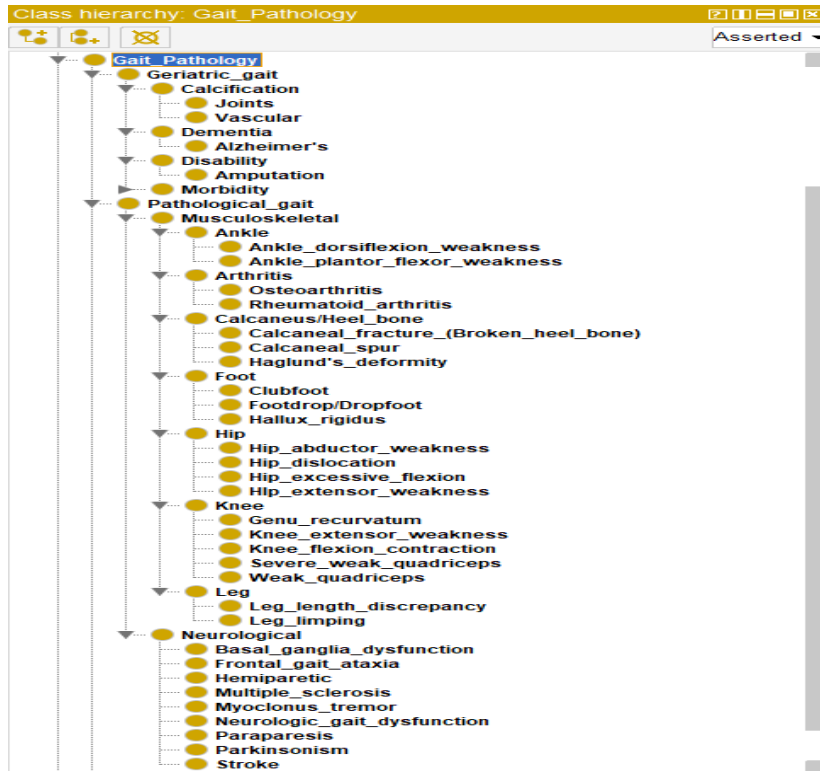 Class hierarchy: Gait_Pathology
Asserted
Gait_Pathology
Geriatric_gait
Calcification
Joints
Vascular
Dementia
Alzheimer's
Disability
Amputation
Morbidity
Pathological_gait
Musculoskeletal
Ankle
Ankle_dorsiflexion_weakness
Ankle_plantor_flexor_weakness
Arthritis
Osteoarthritis
Rheumatoid_arthritis
Calcaneus/Heel_bone
Calcaneal_fracture_(Broken_heel_bone)
Calcaneal_spur
Haglund's_deformity
Foot
Clubfoot
Footdrop/Dropfoot
Hallux_rigidus
Hip
Hip_abductor_weakness
Hip_dislocation
Hip_excessive_flexion
HIp_extensor_weakness
Knee
Genu_recurvatum
Knee_extensor_weakness
Knee_flexion_contraction
Severe_weak_quadriceps
Weak_quadriceps
Leg
Leg_length_discrepancy
Leg_limping
Neurological
Basal_ganglia_dysfunction
Frontal_gait_ataxia
Hemiparetic
Multiple_sclerosis
Myoclonus_tremor
Neurologic_gait_dysfunction
Paraparesis
Parkinsonism
Stroke